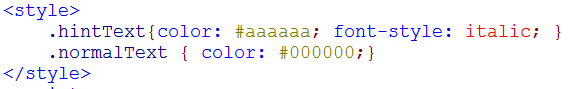 <style>
.hintText{color: #aaaaaa; font-style: italic; }
.normalText { color: #000000;}
</style>